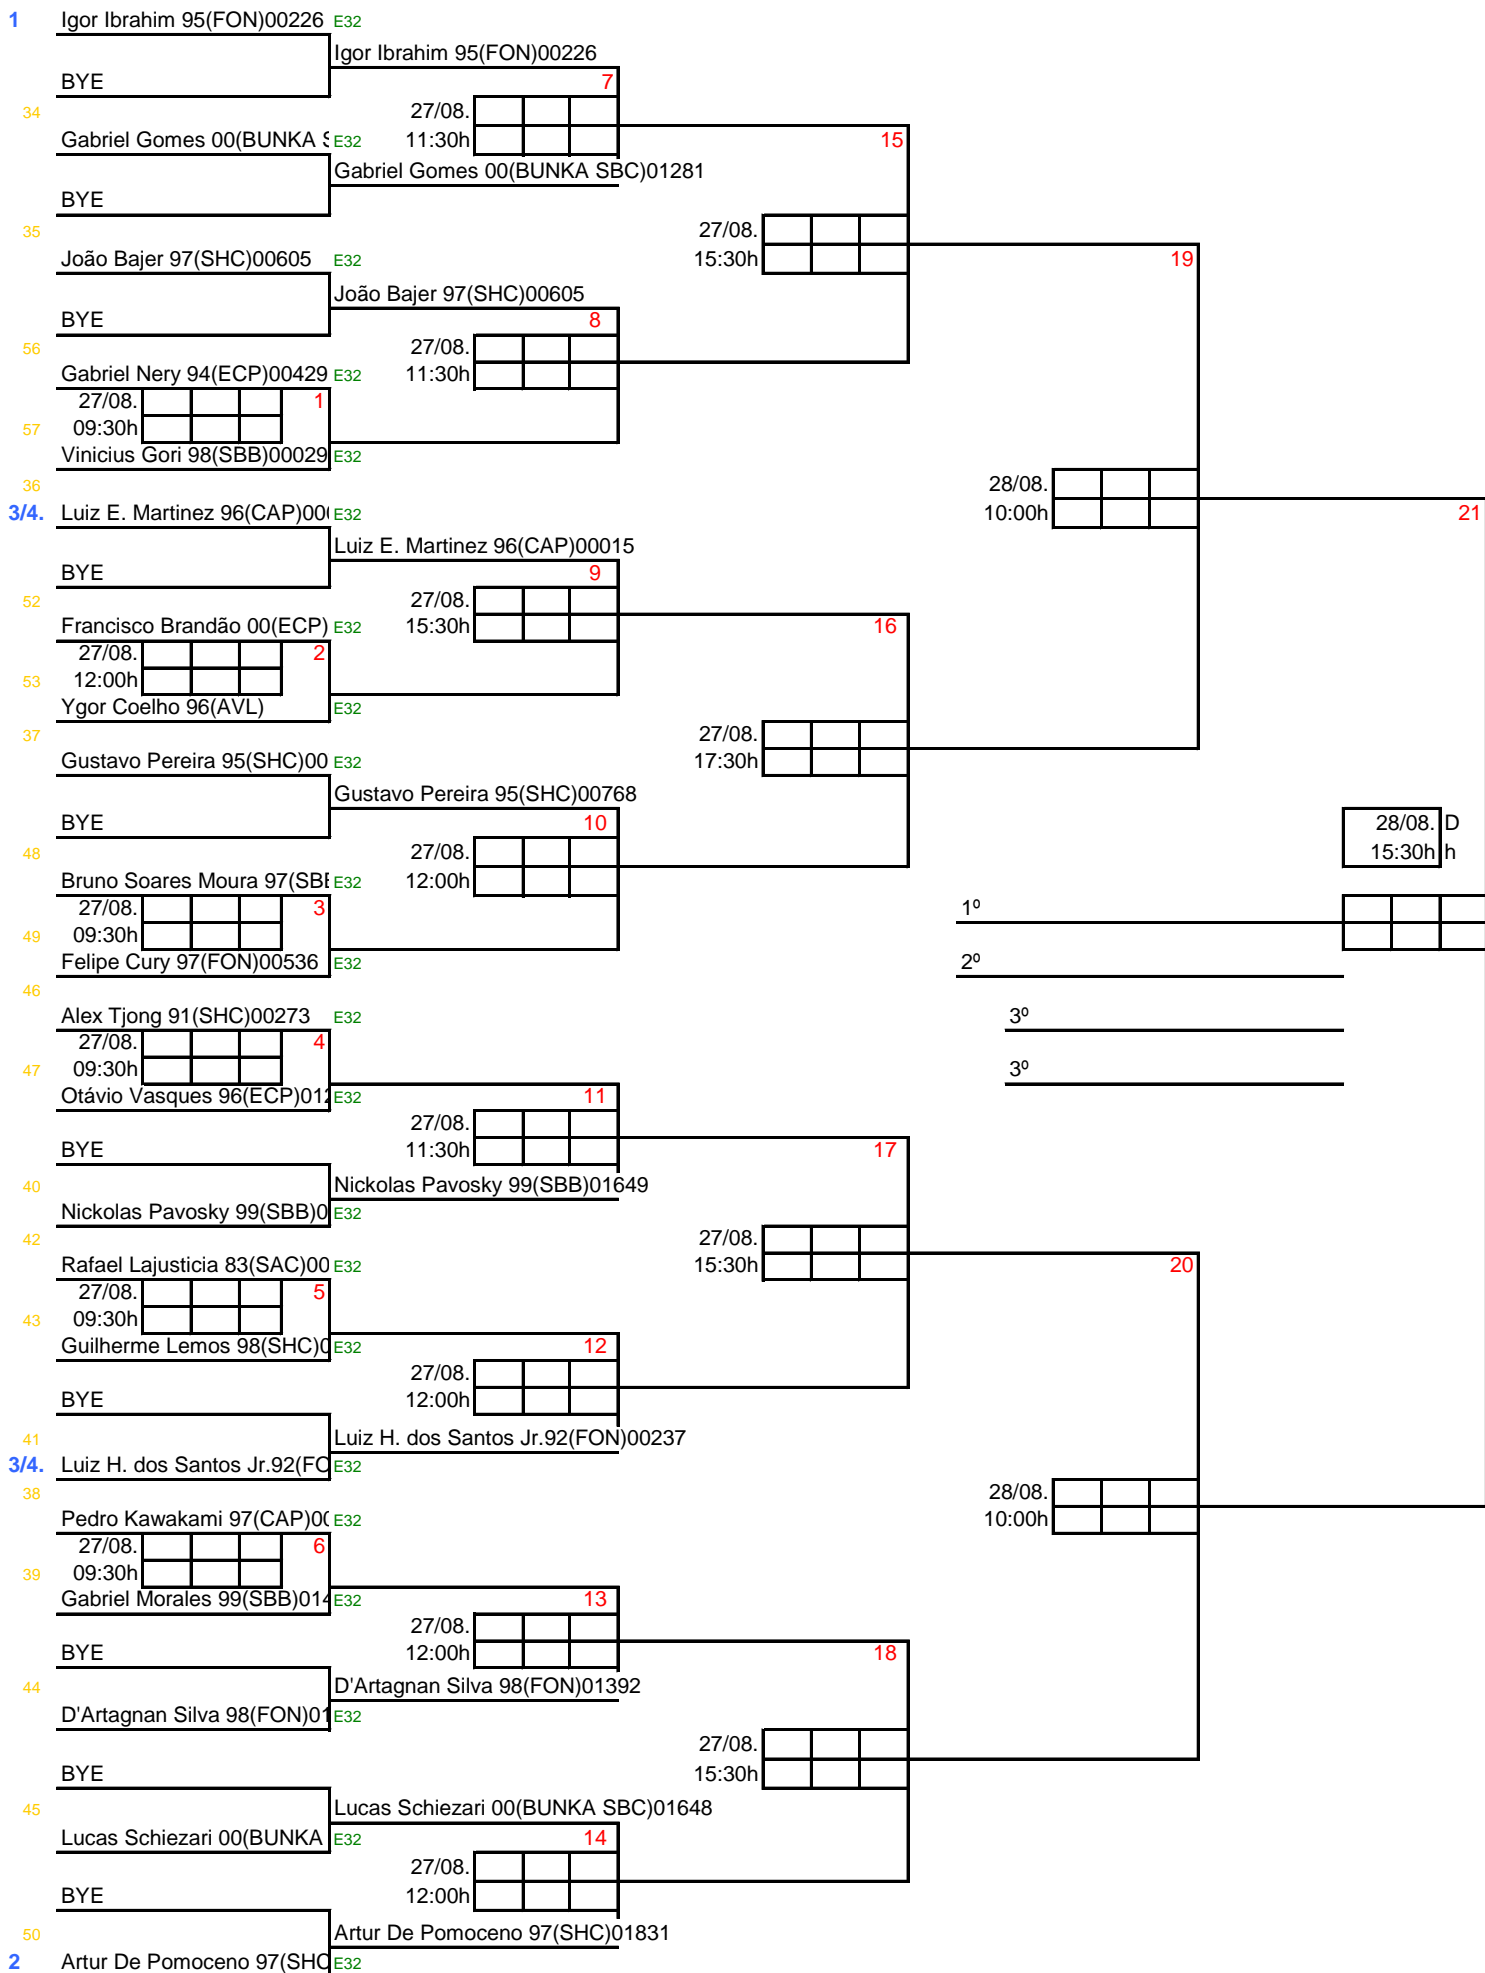 1 Igor Ibrahim 95(FON)00226 E32
Igor Ibrahim 95(FON)00226
BYE 7
34 27/08.
Gabriel Gomes 00(BUNKA S E32 11:30h 15
Gabriel Gomes 00(BUNKA SBC)01281
BYE
35 27/08.
João Bajer 97(SHC)00605 E32 15:30h 19
João Bajer 97(SHC)00605
BYE 8
56 27/08.
Gabriel Nery 94(ECP)00429 E32 11:30h
27/08. 1
57 09:30h
Vinicius Gori 98(SBB)00029 E32
36 28/08.
3/4. Luiz E. Martinez 96(CAP)00 E32 10:00h 21
Luiz E. Martinez 96(CAP)00015
BYE 9
52 27/08.
Francisco Brandão 00(ECP) E32 15:30h 16
27/08. 2
53 12:00h
Ygor Coelho 96(AVL) E32
37 27/08.
Gustavo Pereira 95(SHC)00 E32 17:30h
Gustavo Pereira 95(SHC)00768
BYE 10 28/08. D
48 27/08. 15:30h h
Bruno Soares Moura 97(SBB E32 12:00h
27/08. 3 1º
49 09:30h
Felipe Cury 97(FON)00536 E32 2º
46
Alex Tjong 91(SHC)00273 E32 3º
27/08. 4
47 09:30h 3º
Otávio Vasques 96(ECP)012 E32 11
27/08.
BYE 11:30h 17
40 Nickolas Pavosky 99(SBB)01649
Nickolas Pavosky 99(SBB)0 E32
42 27/08.
Rafael Lajusticia 83(SAC)00 E32 15:30h 20
27/08. 5
43 09:30h
Guilherme Lemos 98(SHC)0 E32 12
27/08.
BYE 12:00h
41 Luiz H. dos Santos Jr.92(FON)00237
3/4. Luiz H. dos Santos Jr.92(FO E32
38 28/08.
Pedro Kawakami 97(CAP)00 E32 10:00h
27/08. 6
39 09:30h
Gabriel Morales 99(SBB)014 E32 13
27/08.
BYE 12:00h 18
44 D'Artagnan Silva 98(FON)01392
D'Artagnan Silva 98(FON)01 E32
27/08.
BYE 15:30h
45 Lucas Schiezari 00(BUNKA SBC)01648
Lucas Schiezari 00(BUNKA E32 14
27/08.
BYE 12:00h
50 Artur De Pomoceno 97(SHC)01831
2 Artur De Pomoceno 97(SHC E32